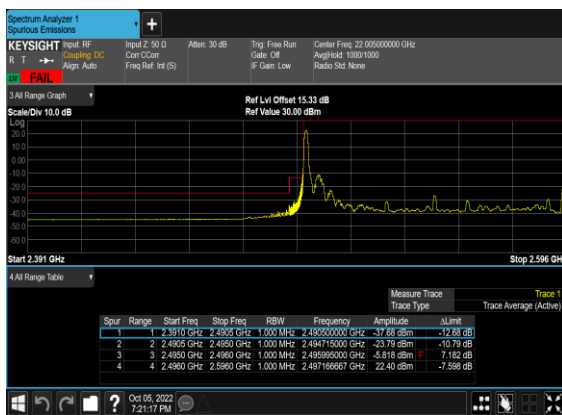 Spectrum Analyzer 1
Spurious Emissions
+
KEYSIGHT Input: RF Input Z: 50 Ω Atten: 30 dB Trig: Free Run Center Freq: 22.005000000 GHz
R T Coupling: DC Corr CCorr Gate: Off Avg|Hold: 1000/1000
Align: Auto Freq Ref: Int (S) IF Gain: Low Radio Std: None
FAIL
3 All Range Graph
Ref Lvl Offset 15.33 dB
Scale/Div 10.0 dB Ref Value 30.00 dBm
Log
20.0
10.0
0.00
-10.0
-20.0
-30.0
-40.0
-50.0
-60.0
Start 2.391 GHz Stop 2.596 GH
4 All Range Table
Measure Trace Trace 1
Trace Type Trace Average (Active)
Spur Range Start Freq Stop Freq RBW Frequency Amplitude ΔLimit
1 1 2.3910 GHz 2.4905 GHz 1.000 MHz 2.490500000 GHz -37.68 dBm -12.68 dB
2 2 2.4905 GHz 2.4950 GHz 1.000 MHz 2.494715000 GHz -23.79 dBm -10.79 dB
3 3 2.4950 GHz 2.4960 GHz 1.000 MHz 2.495995000 GHz -5.818 dBm F 7.182 dB
4 4 2.4960 GHz 2.5960 GHz 1.000 MHz 2.497166667 GHz 22.40 dBm -7.598 dB
?
Oct 05, 2022
7:21:17 PM